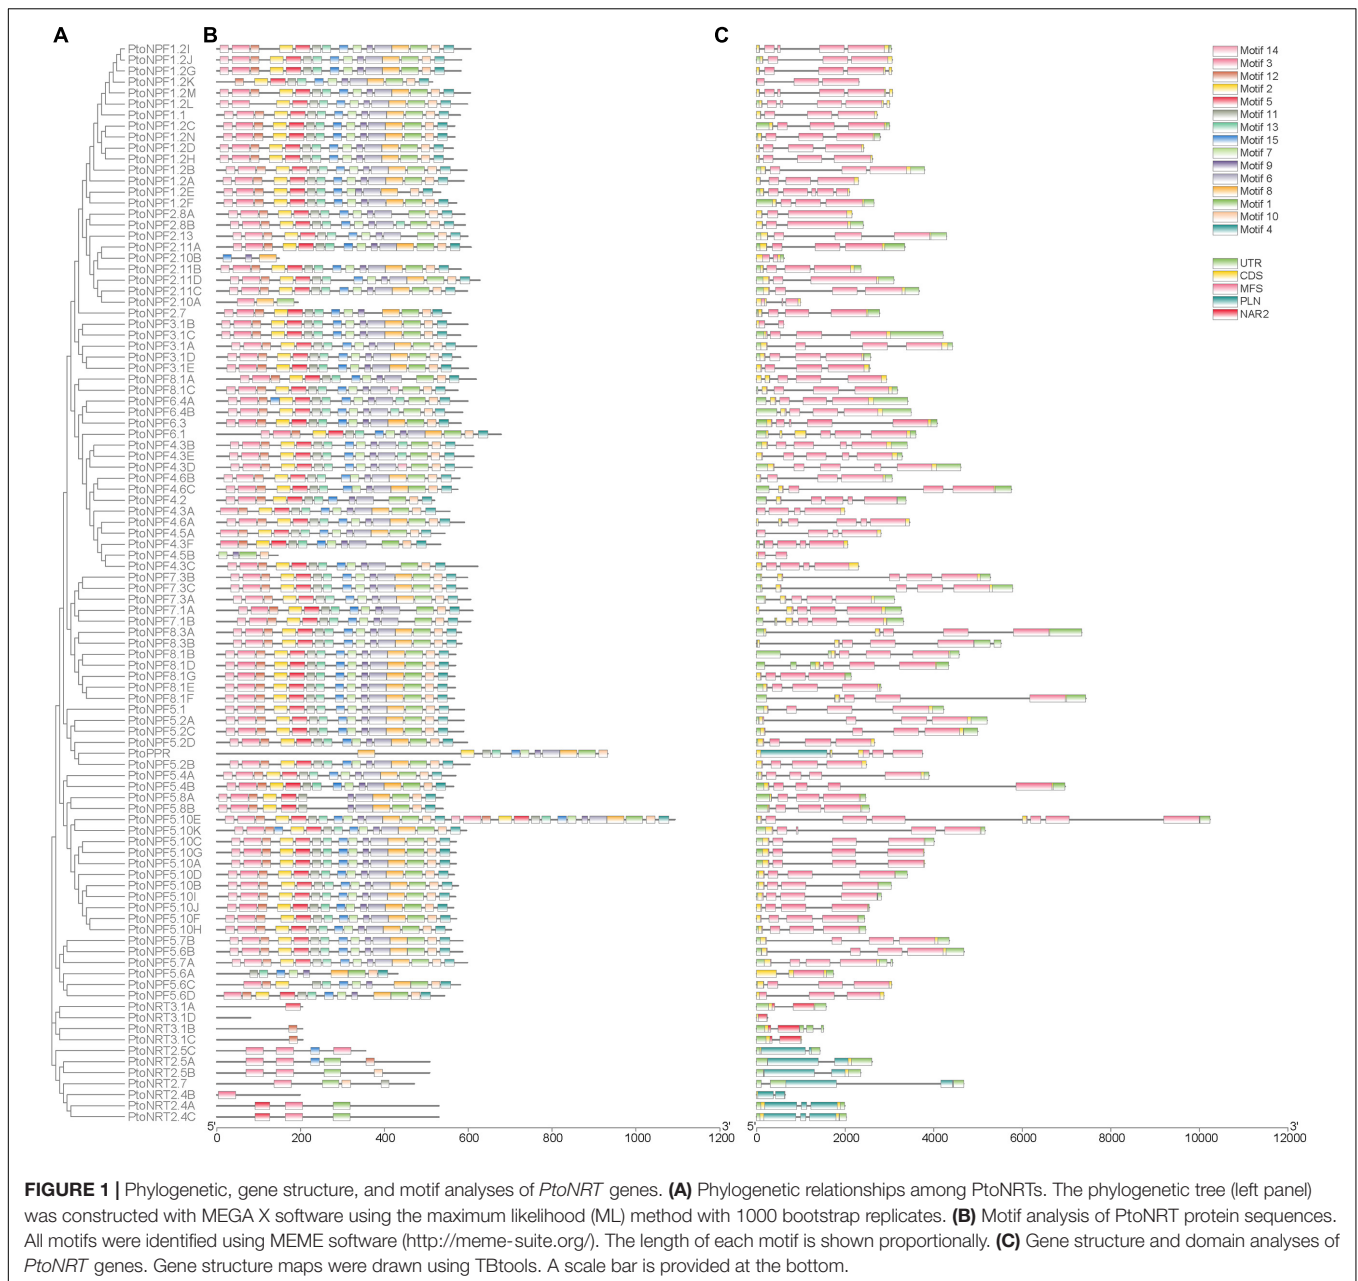 A
B
C
PtoNPF1.2I
PtoNPF1.2J
PtoNPF1.2G
PtoNPF1.2K
PtoNPF1.2M
PtoNPF1.2L
PtoNPF1.1
PtoNPF1.2C
PtoNPF1.2N
PtoNPF1.2D
PtoNPF1.2H
PtoNPF1.2B
PtoNPF1.2A
PtoNPF1.2E
PtoNPF1.2F
PtoNPF2.8A
PtoNPF2.8B
PtoNPF2.13
PtoNPF2.11A
PtoNPF2.10B
PtoNPF2.11B
PtoNPF2.11D
PtoNPF2.11C
PtoNPF2.10A
PtoNPF2.7
PtoNPF3.1B
PtoNPF3.1C
PtoNPF3.1A
PtoNPF3.1D
PtoNPF3.1E
PtoNPF8.1A
PtoNPF8.1C
PtoNPF6.4A
PtoNPF6.4B
PtoNPF6.3
PtoNPF6.1
PtoNPF4.3B
PtoNPF4.3E
PtoNPF4.3D
PtoNPF4.6B
PtoNPF4.6C
PtoNPF4.2
PtoNPF4.3A
PtoNPF4.6A
PtoNPF4.5A
PtoNPF4.3F
PtoNPF4.5B
PtoNPF4.3C
PtoNPF7.3B
PtoNPF7.3C
PtoNPF7.3A
PtoNPF7.1A
PtoNPF7.1B
PtoNPF8.3A
PtoNPF8.3B
PtoNPF8.1B
PtoNPF8.1D
PtoNPF8.1G
PtoNPF8.1E
PtoNPF8.1F
PtoNPF5.1
PtoNPF5.2A
PtoNPF5.2C
PtoNPF5.2D
PtoPPR
PtoNPF5.2B
PtoNPF5.4A
PtoNPF5.4B
PtoNPF5.8A
PtoNPF5.8B
PtoNPF5.10E
PtoNPF5.10K
PtoNPF5.10C
PtoNPF5.10G
PtoNPF5.10A
PtoNPF5.10D
PtoNPF5.10B
PtoNPF5.10I
PtoNPF5.10J
PtoNPF5.10F
PtoNPF5.10H
PtoNPF5.7B
PtoNPF5.6B
PtoNPF5.7A
PtoNPF5.6A
PtoNPF5.6C
PtoNPF5.6D
PtoNRT3.1A
PtoNRT3.1D
PtoNRT3.1B
PtoNRT3.1C
PtoNRT2.5C
PtoNRT2.5A
PtoNRT2.5B
PtoNRT2.7
PtoNRT2.4B
PtoNRT2.4A
PtoNRT2.4C
5' 3'
0 200 400 600 800 1000 1200
5' 3'
0 2000 4000 6000 8000 10000 12000
Motif 14
Motif 3
Motif 12
Motif 2
Motif 5
Motif 11
Motif 13
Motif 15
Motif 7
Motif 9
Motif 6
Motif 8
Motif 1
Motif 10
Motif 4
UTR
CDS
MFS
PLN
NAR2
FIGURE 1 | Phylogenetic, gene structure, and motif analyses of PtoNRT genes. (A) Phylogenetic relationships among PtoNRTs. The phylogenetic tree (left panel)
was constructed with MEGA X software using the maximum likelihood (ML) method with 1000 bootstrap replicates. (B) Motif analysis of PtoNRT protein sequences.
All motifs were identified using MEME software (http://meme-suite.org/). The length of each motif is shown proportionally. (C) Gene structure and domain analyses of
PtoNRT genes. Gene structure maps were drawn using TBtools. A scale bar is provided at the bottom.